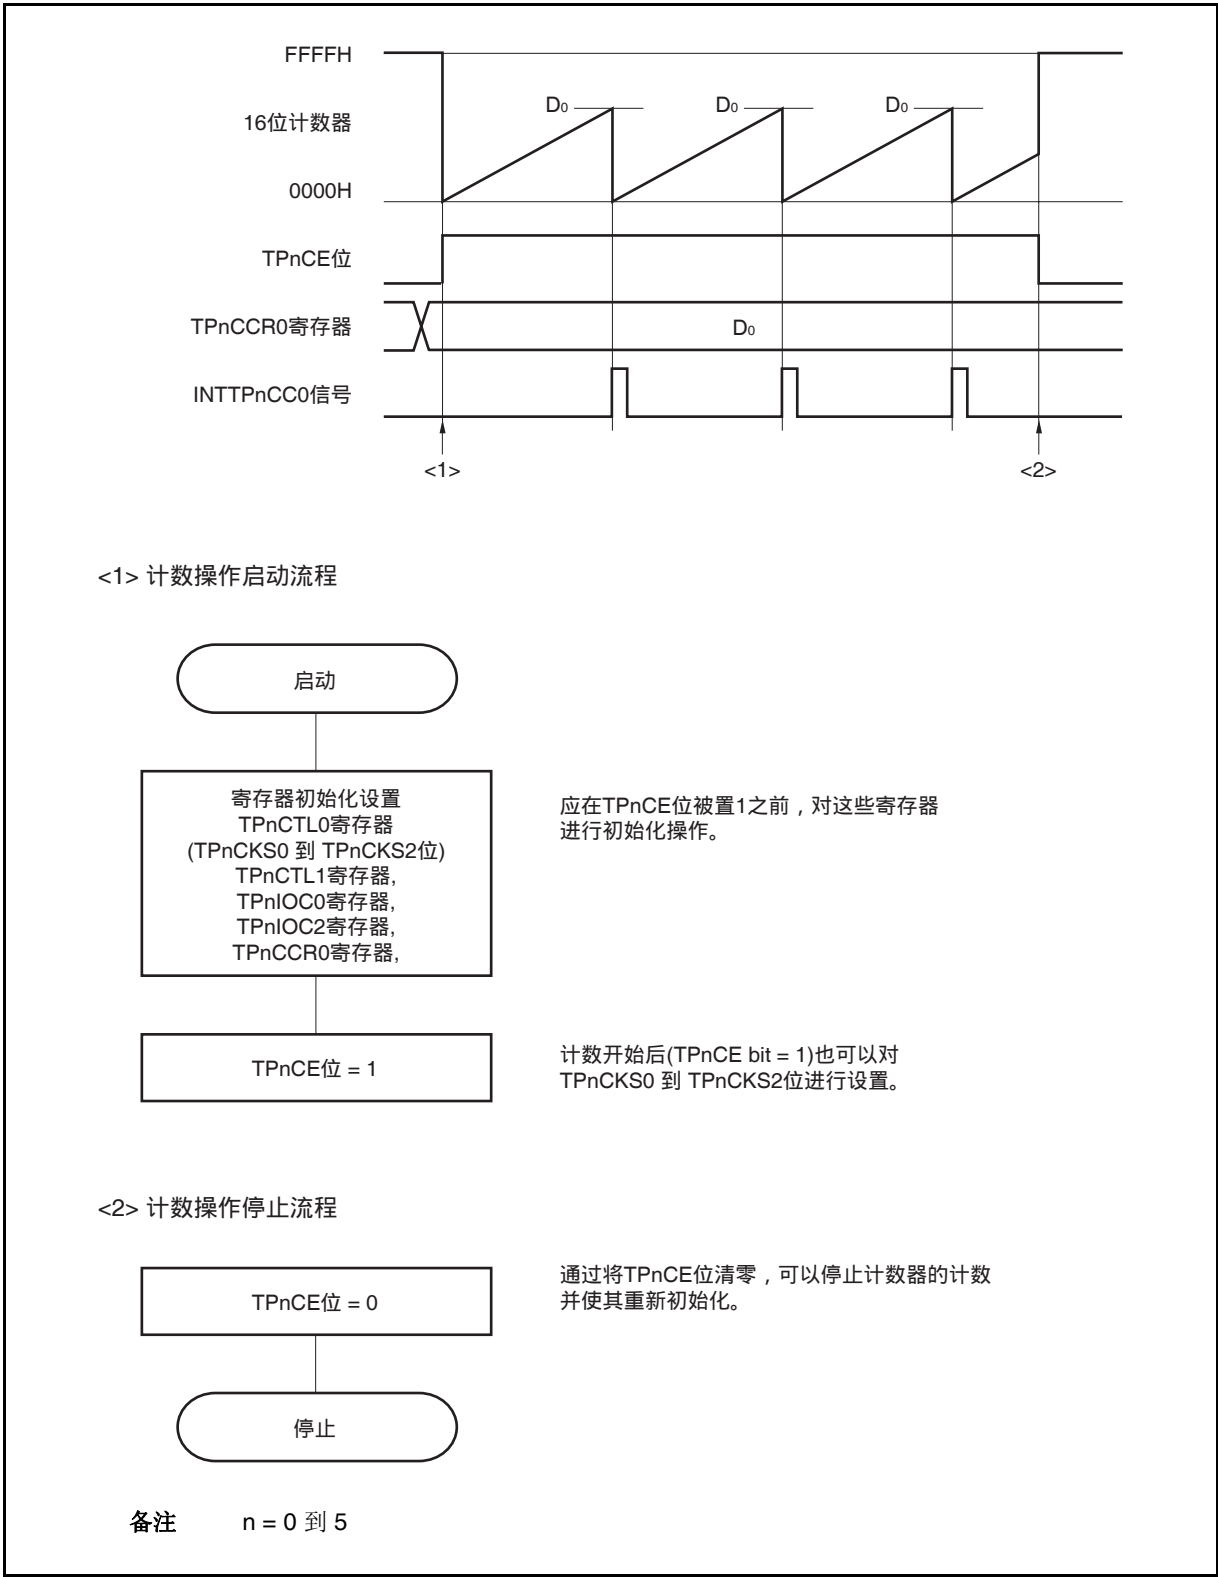 FFFFH
D0 D0 D0
16位计数器
0000H
TPnCE位
TPnCCR0寄存器 D0
INTTPnCC0信号
<1> <2>
<1> 计数操作启动流程
启动
寄存器初始化设置
TPnCTL0寄存器
(TPnCKS0 到 TPnCKS2位)
TPnCTL1寄存器,
TPnIOC0寄存器,
TPnIOC2寄存器,
TPnCCR0寄存器,
应在TPnCE位被置1之前，对这些寄存器
进行初始化操作。
TPnCE位 = 1
计数开始后(TPnCE bit = 1)也可以对
TPnCKS0 到 TPnCKS2位进行设置。
<2> 计数操作停止流程
TPnCE位 = 0
通过将TPnCE位清零，可以停止计数器的计数
并使其重新初始化。
停止
备注 n = 0 到 5